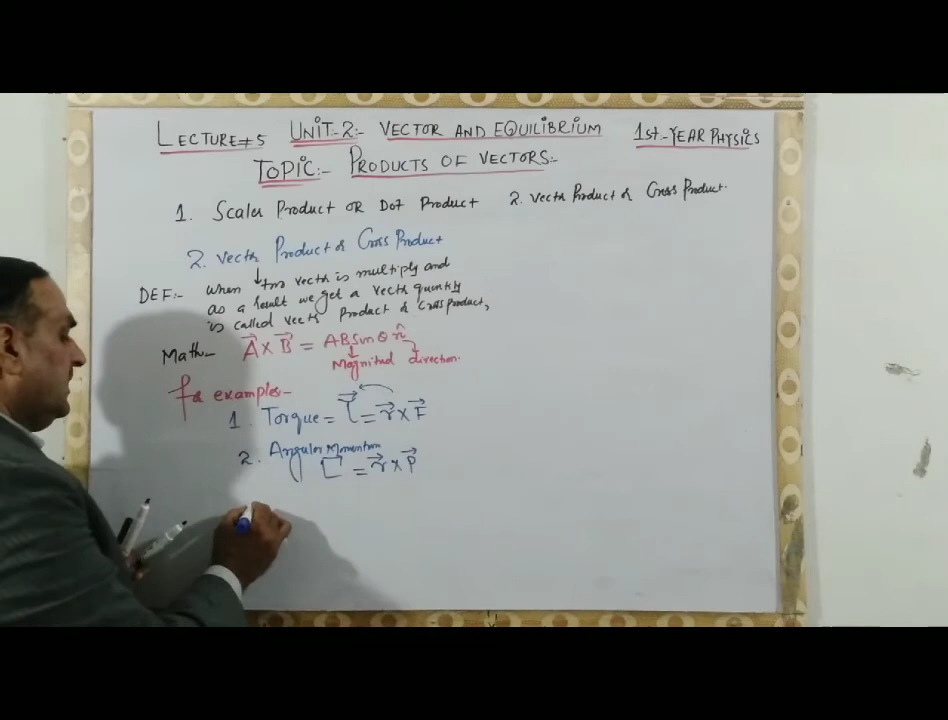 LECTURE#5 UNIT-2:- VECTOR AND EQUILIBRIUM 1st-YEAR PHYSICS
TOPIC:- PRODUCTS OF VECTORS:-
1. Scaler Product OR Dot Product 2. Vector Product or Cross Product.
2. Vector Product or Cross Product
DEF:- When two vector is multiply and
as a result we get a vector quantity
is called vector Product or Cross Product,
Math- A⃗ × B⃗ = ABSinθ n̂
Magnitud direction.
for examples-
1. Torque = τ⃗ = r⃗ × F⃗
2. Angular Momentum
L⃗ = r⃗ × P⃗